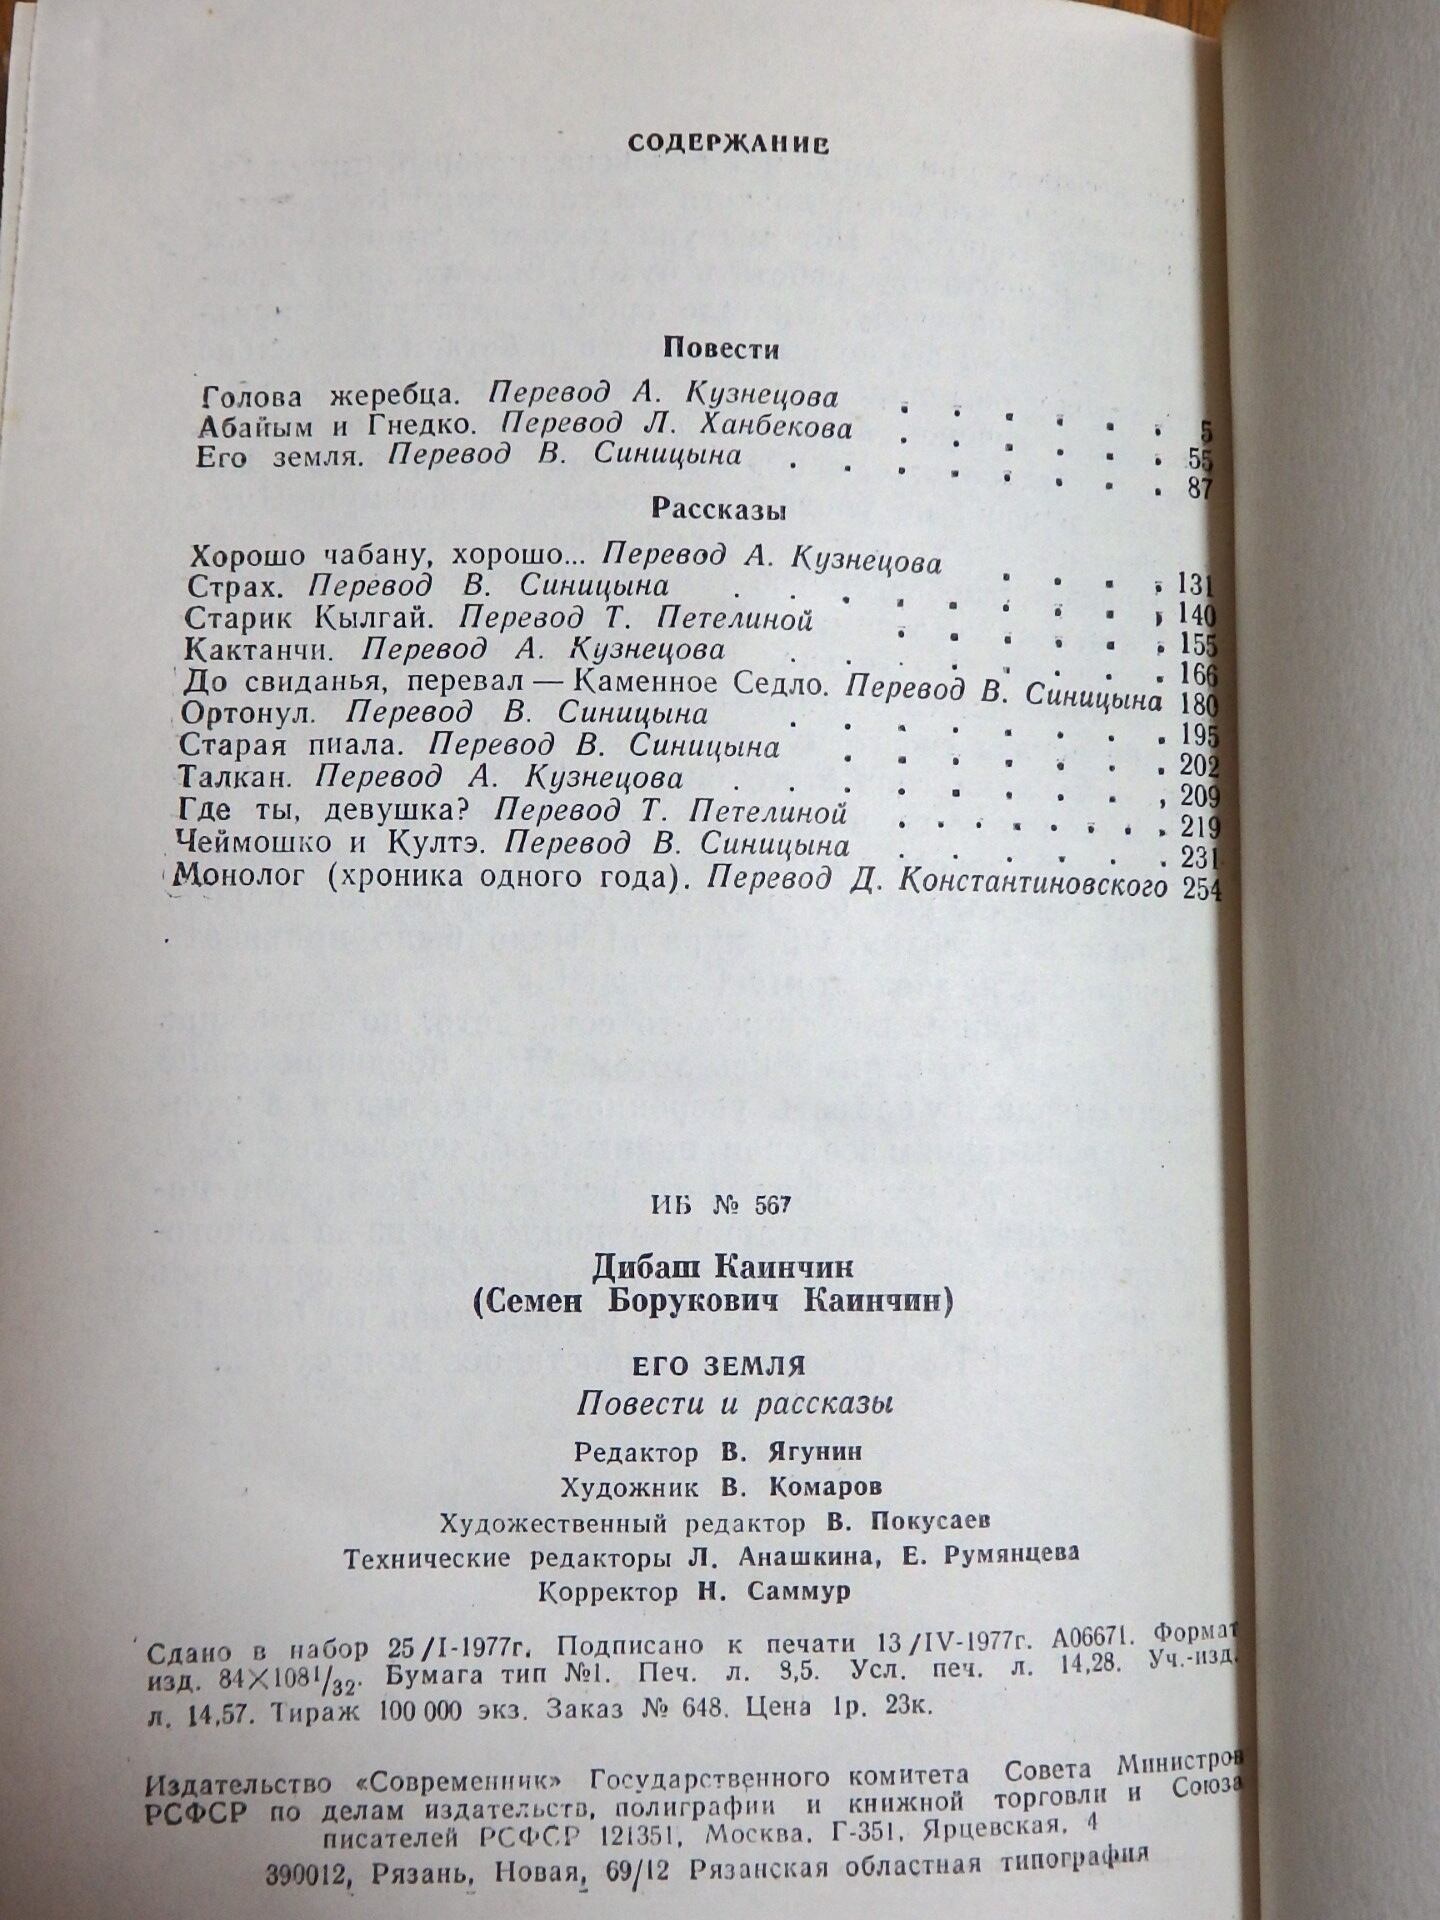 СОДЕРЖАНИЕ
Повести
Голова жеребца. Перевод А. Кузнецова . . . . . . 5
Абайым и Гнедко. Перевод Л. Ханбекова . . . . . . 55
Его земля. Перевод В. Синицына . . . . . . . . 87
Рассказы
Хорошо чабану, хорошо... Перевод А. Кузнецова . . . . 131
Страх. Перевод В. Синицына . . . . . . . . . 140
Старик Кылгай. Перевод Т. Петелиной . . . . . . 155
Кактанчи. Перевод А. Кузнецова . . . . . . . . 166
До свиданья, перевал — Каменное Седло. Перевод В. Синицына 180
Ортонул. Перевод В. Синицына . . . . . . . . 195
Старая пиала. Перевод В. Синицына . . . . . . . 202
Талкан. Перевод А. Кузнецова . . . . . . . . . 209
Где ты, девушка? Перевод Т. Петелиной . . . . . . . . 219
Чеймошко и Култэ. Перевод В. Синицына . . . . . . 231
Монолог (хроника одного года). Перевод Д. Константиновского 254
ИБ № 567
Дибаш Каинчин
(Семен Борукович Каинчин)
ЕГО ЗЕМЛЯ
Повести и рассказы
Редактор В. Ягунин
Художник В. Комаров
Художественный редактор В. Покусаев
Технические редакторы Л. Анашкина, Е. Румянцева
Корректор Н. Саммур
Сдано в набор 25/I-1977г. Подписано к печати 13/IV-1977г. А06671. Формат
изд. 84×108¹/₃₂. Бумага тип №1. Печ. л. 8,5. Усл. печ. л. 14,28. Уч.-изд.
л. 14,57. Тираж 100 000 экз. Заказ № 648. Цена 1р. 23к.
Издательство «Современник» Государственного комитета Совета Министров
РСФСР по делам издательств, полиграфии и книжной торговли и Союза
писателей РСФСР 121351, Москва, Г-351, Ярцевская, 4
390012, Рязань, Новая, 69/12 Рязанская областная типография